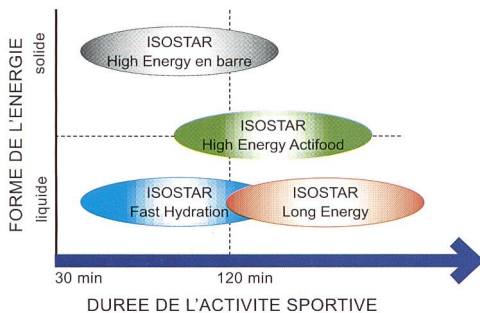 FORME DE L'ENERGIE
solide
liquide
ISOSTAR
High Energy en barre
ISOSTAR
High Energy Actifood
ISOSTAR
Fast Hydration
ISOSTAR
Long Energy
30 min
120 min
DUREE DE L'ACTIVITE SPORTIVE